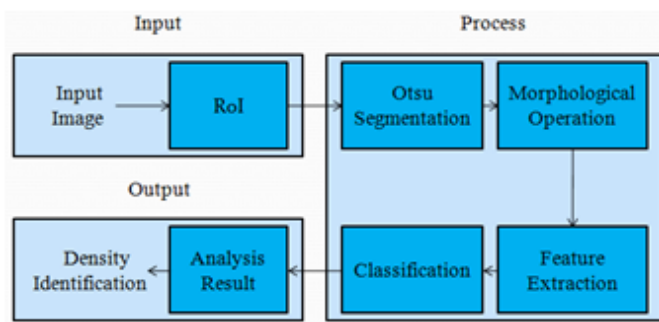 Input
Process
Input
Image
RoI
Otsu
Segmentation
Morphological
Operation
Output
Density
Identification
Analysis
Result
Classification
Feature
Extraction